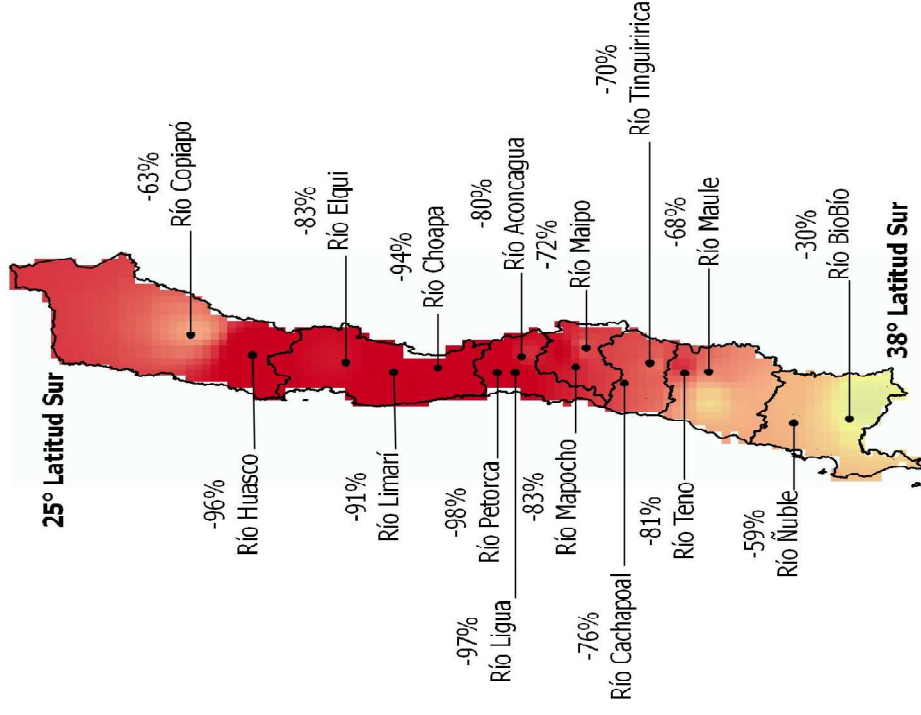 25° Latitud Sur
-63%
Río Copiapó
-96%
Río Huasco
-83%
Río Elqui
-91%
Río Limarí
-94%
Río Choapa
-98%
Río Petorca
-97%
Río Ligua
-80%
Río Aconcagua
-83%
Río Mapocho
-72%
Río Maipo
-76%
Río Cachapoal
-70%
Río Tinguiririca
-81%
Río Teno
-68%
Río Maule
-59%
Río Ñuble
-30%
Río BioBío
38° Latitud Sur